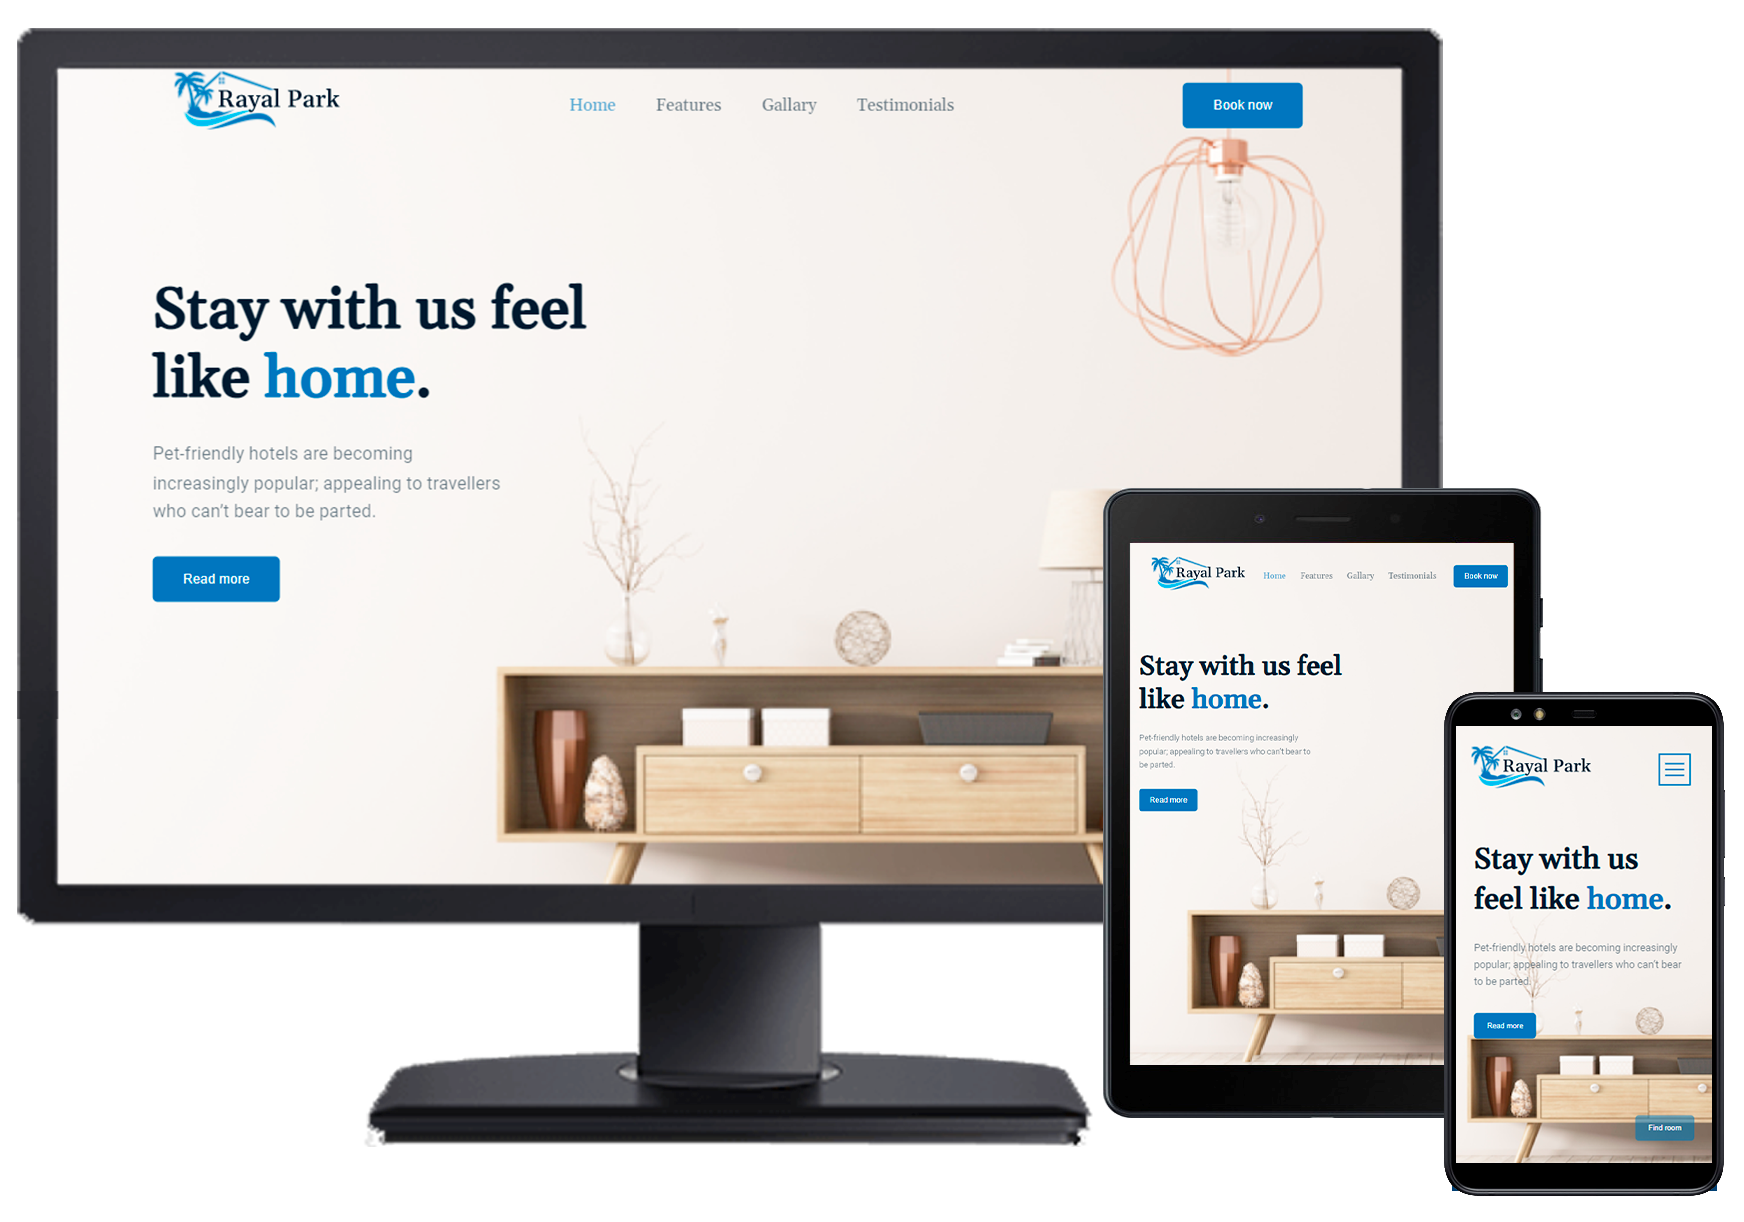 Rayal Park
Home Features Gallary Testimonials
Book now
Stay with us feel
like home.
Pet-friendly hotels are becoming
increasingly popular; appealing to travellers
who can't bear to be parted.
Read more
Rayal Park
Home Features Gallary Testimonials
Book now
Stay with us feel
like home.
Pet-friendly hotels are becoming increasingly
popular; appealing to travellers who can't bear to
be parted.
Read more
Rayal Park
Stay with us
feel like home.
Pet-friendly hotels are becoming increasingly
popular; appealing to travellers who can't bear
to be parted.
Read more
Find room